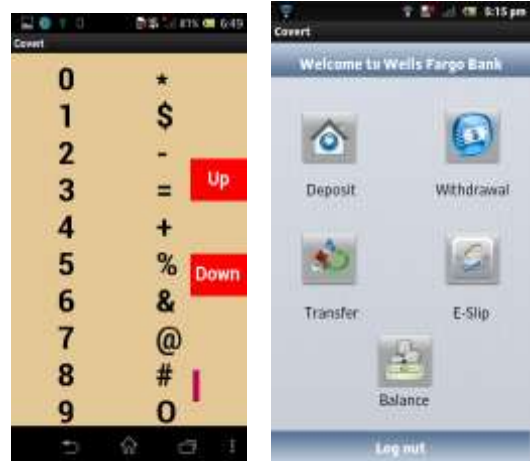 81% 6:49
Covert
0 *
1 $
2 -
3 =
Up
4 +
5 %
Down
6 &
7 @
8 #
9 O
6:15 pm
Covert
Welcome to Wells Fargo Bank
Deposit Withdrawal
Transfer E-Slip
Balance
Log out